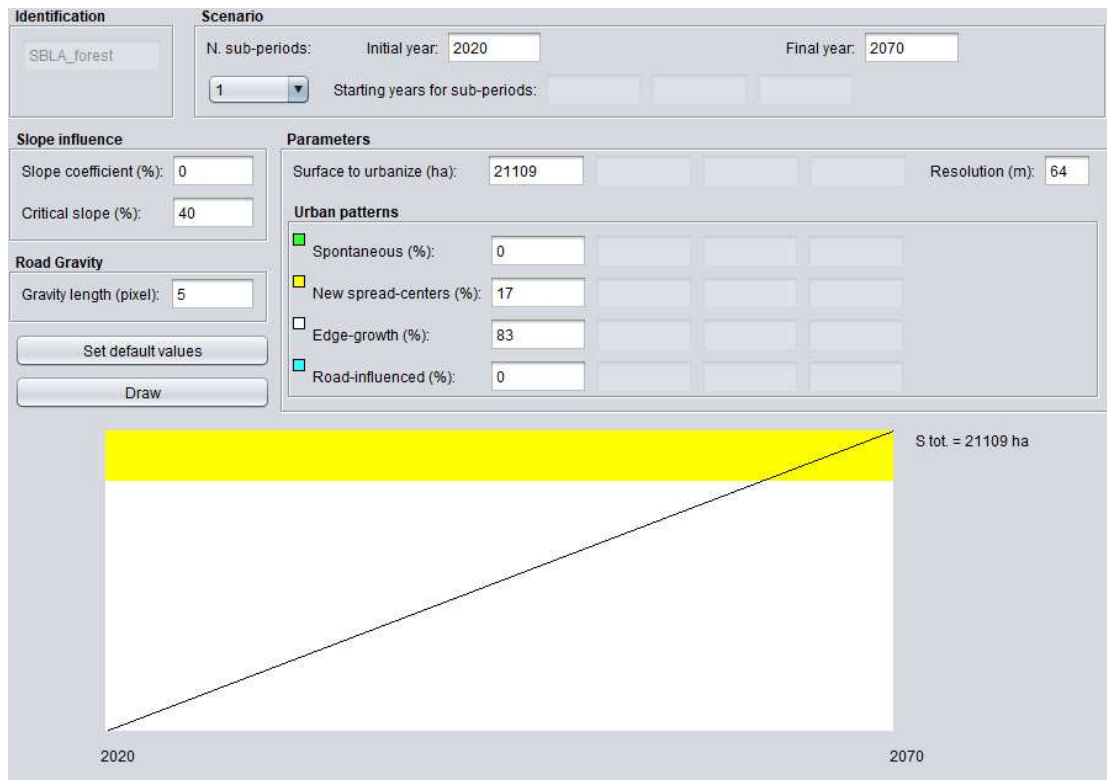 Identification
SBLA_forest
Scenario
N. sub-periods: Initial year: 2020 Final year: 2070
1 Starting years for sub-periods:
Slope influence
Slope coefficient (%): 0
Critical slope (%): 40
Road Gravity
Gravity length (pixel): 5
Set default values
Draw
Parameters
Surface to urbanize (ha): 21109 Resolution (m): 64
Urban patterns
Spontaneous (%): 0
New spread-centers (%): 17
Edge-growth (%): 83
Road-influenced (%): 0
S tot. = 21109 ha
2020 2070